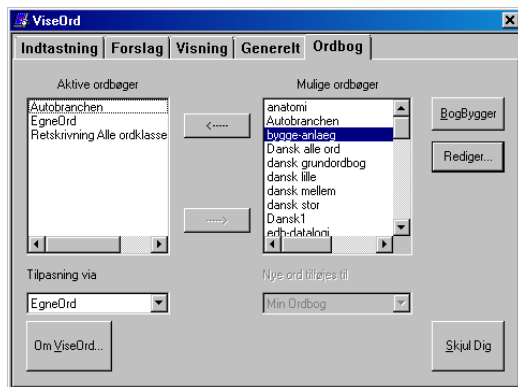 ViseOrd
Indtastning Forslag Visning Generelt Ordbog
Aktive ordbøger
Autobranchen
EgneOrd
Retskrivning Alle ordklasse
<-----
----->
Mulige ordbøger
anatomi
Autobranchen
bygge-anlaeg
Dansk alle ord
dansk grundordbog
dansk lille
dansk mellem
dansk stor
Dansk1
edb-datalogi
BogBygger
Rediger...
Tilpasning via
EgneOrd
Nye ord tilføjes til
Min Ordbog
Om ViseOrd...
Skjul Dig